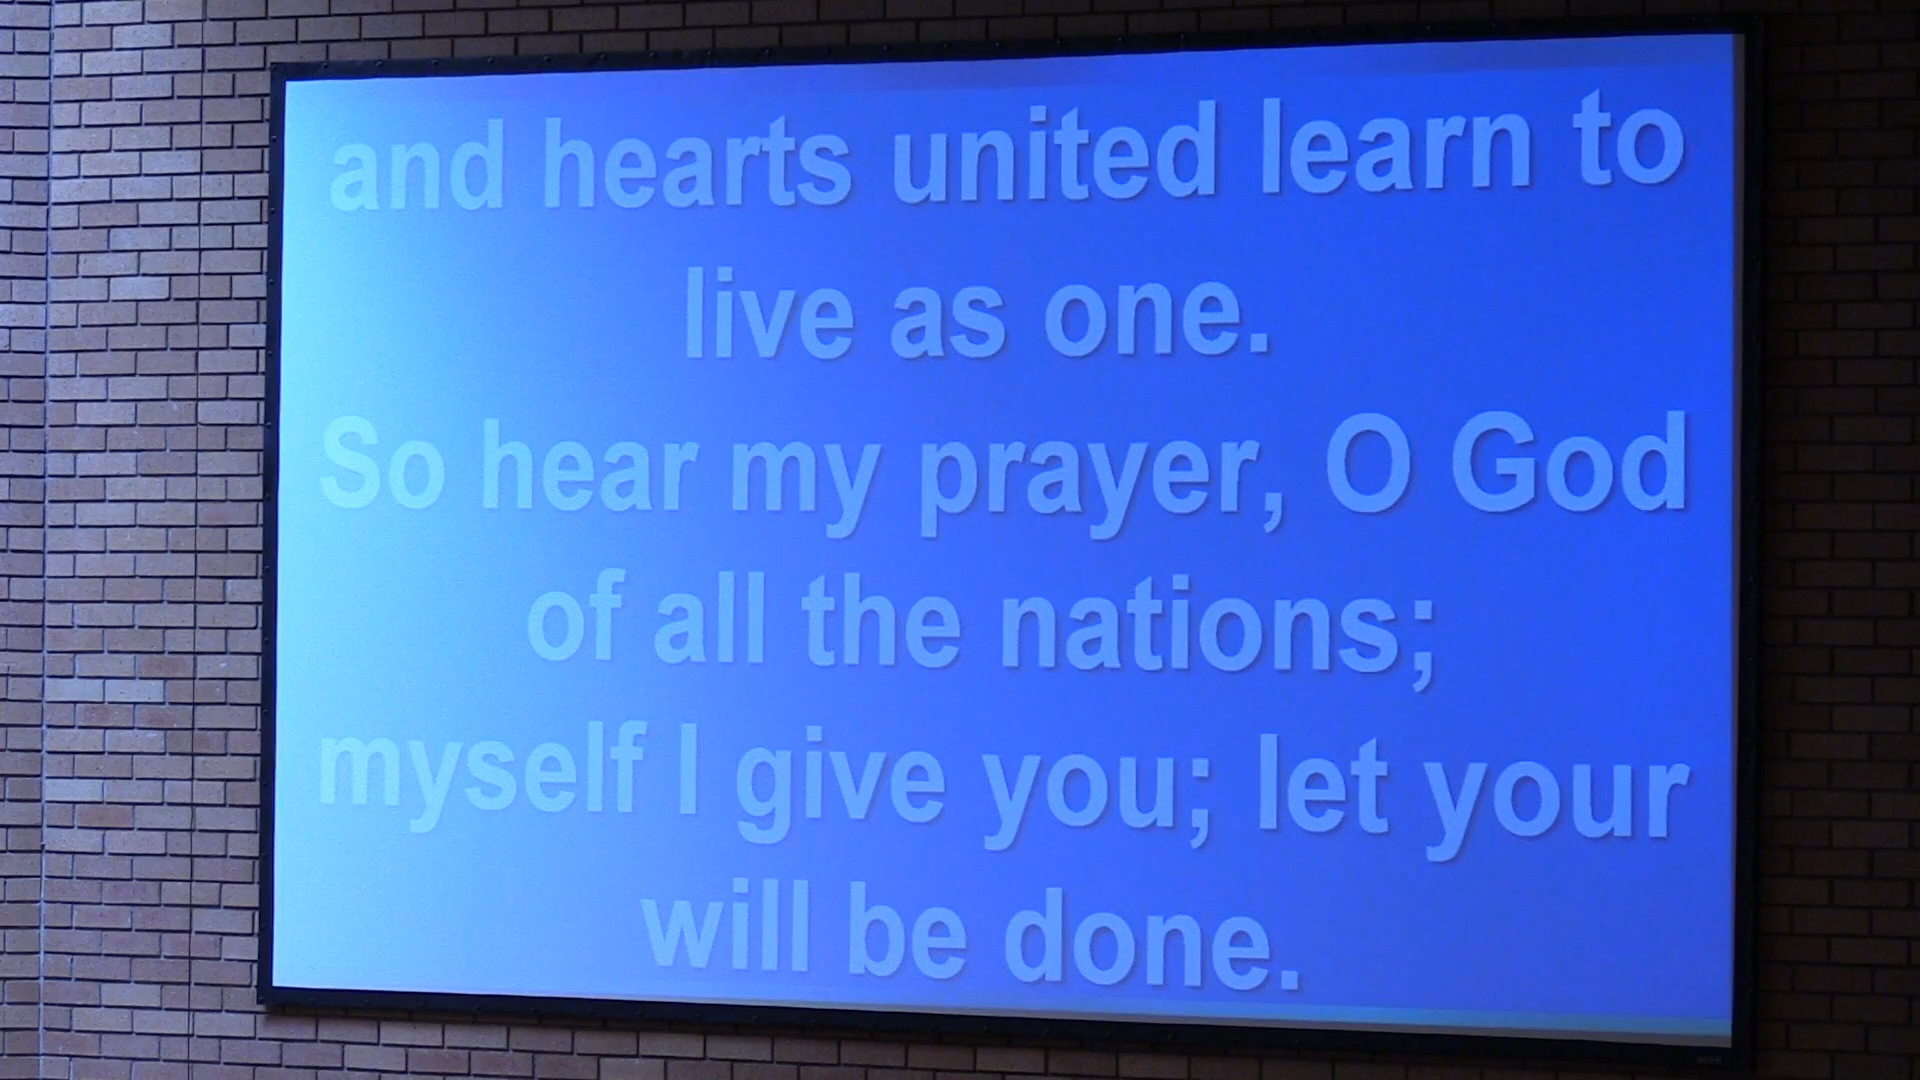 and hearts united learn to
live as one.
So hear my prayer, O God
of all the nations;
myself I give you; let your
will be done.